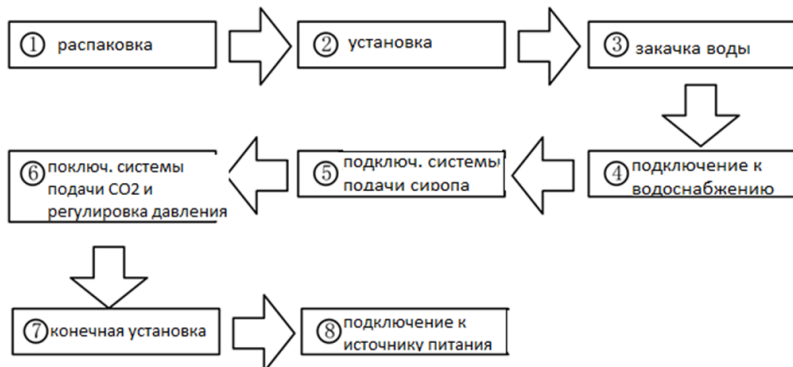 ① распаковка
② установка
③ закачка воды
④ подключение к
водоснабжению
⑤ подключ. системы
подачи сиропа
⑥ поключ. системы
подачи CO2 и
регулировка давления
⑦ конечная установка
⑧ подключение к
источнику питания